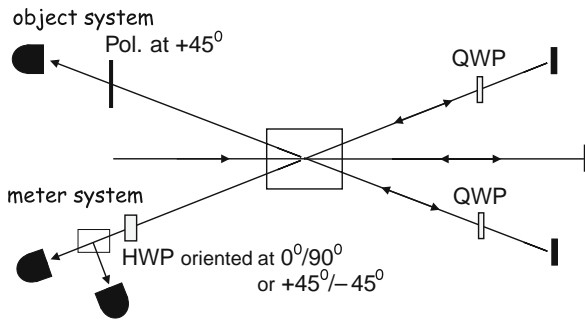 object system
Pol. at +45⁰
QWP
meter system
QWP
HWP oriented at 0⁰/90⁰
or +45⁰/– 45⁰